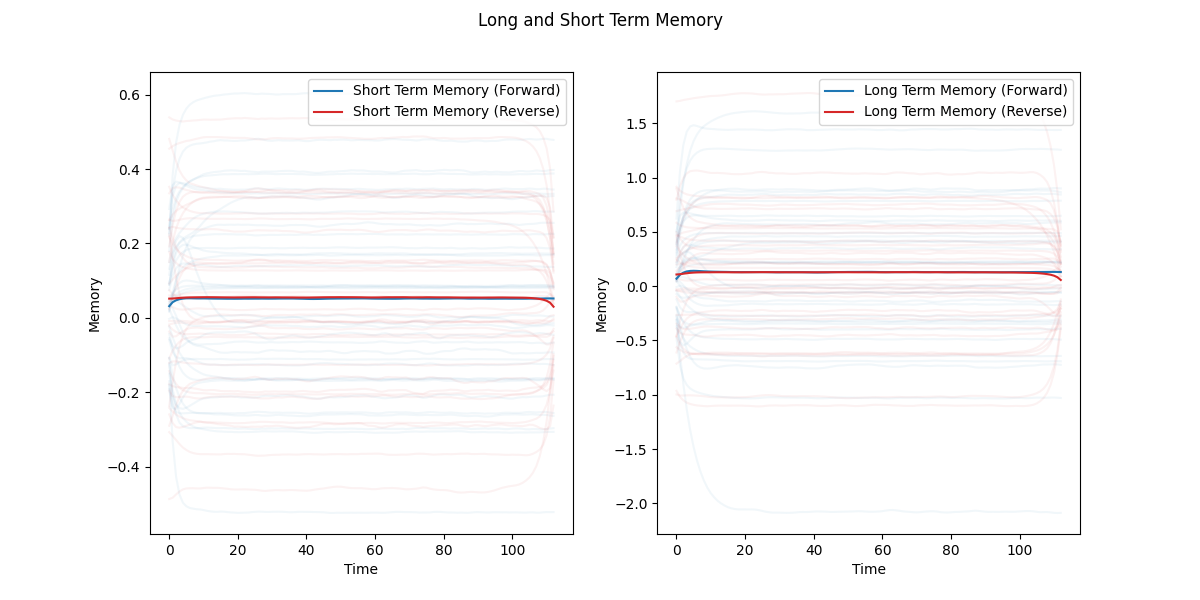 Long and Short Term Memory
Short Term Memory (Forward)
Short Term Memory (Reverse)
0.6
0.4
0.2
0.0
−0.2
−0.4
Memory
0 20 40 60 80 100
Time
Long Term Memory (Forward)
Long Term Memory (Reverse)
1.5
1.0
0.5
0.0
−0.5
−1.0
−1.5
−2.0
Memory
0 20 40 60 80 100
Time